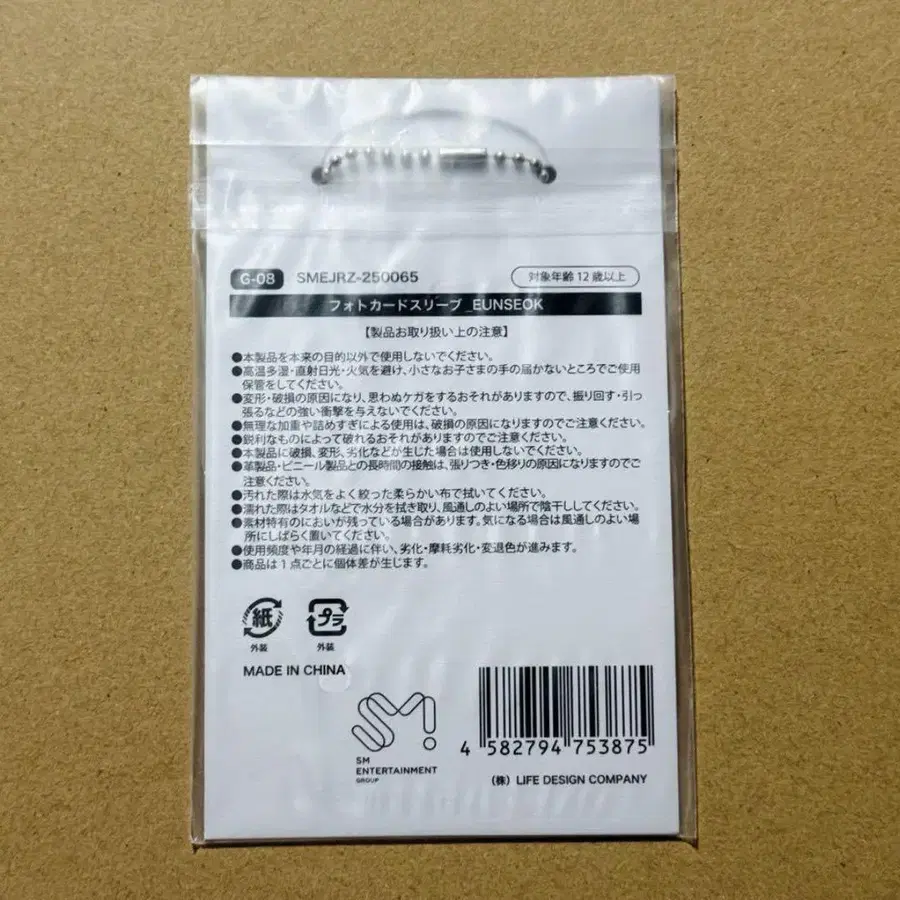 G-08 SMEJRZ-250065 対象年齢12歳以上
フォトカードスリーブ_EUNSEOK
【製品お取り扱い上の注意】
●本製品を本来の目的以外で使用しないでください。
●高温多湿・直射日光・火気を避け、小さなお子さまの手の届かないところでご使用
保管をしてください。
●変形・破損の原因になり、思わぬケガをするおそれがありますので、振り回す・引っ
張るなどの強い衝撃を与えないでください。
●無理な加重や詰めすぎによる使用は、破損の原因になりますのでご注意ください。
●鋭利なものによって破れるおそれがありますのでご注意ください。
●本製品に破損、変形、劣化などが生じた場合は使用しないでください。
●革製品・ビニール製品との長時間の接触は、張りつき・色移りの原因になりますのでご
注意ください。
●汚れた際は水気をよく絞った柔らかい布で拭いてください。
●濡れた際はタオルなどで水分を拭き取り、風通しのよい場所で陰干ししてください。
●素材特有のにおいが残っている場合があります。気になる場合は風通しのよい場
所にしばらく置いてください。
●使用頻度や年月の経過に伴い、劣化・摩耗劣化・変退色が進みます。
●商品は1点ごとに個体差が生じます。
紙 プラ
外装 外装
MADE IN CHINA
SM
SM
ENTERTAINMENT
GROUP
4 582794 753875
(株) LIFE DESIGN COMPANY